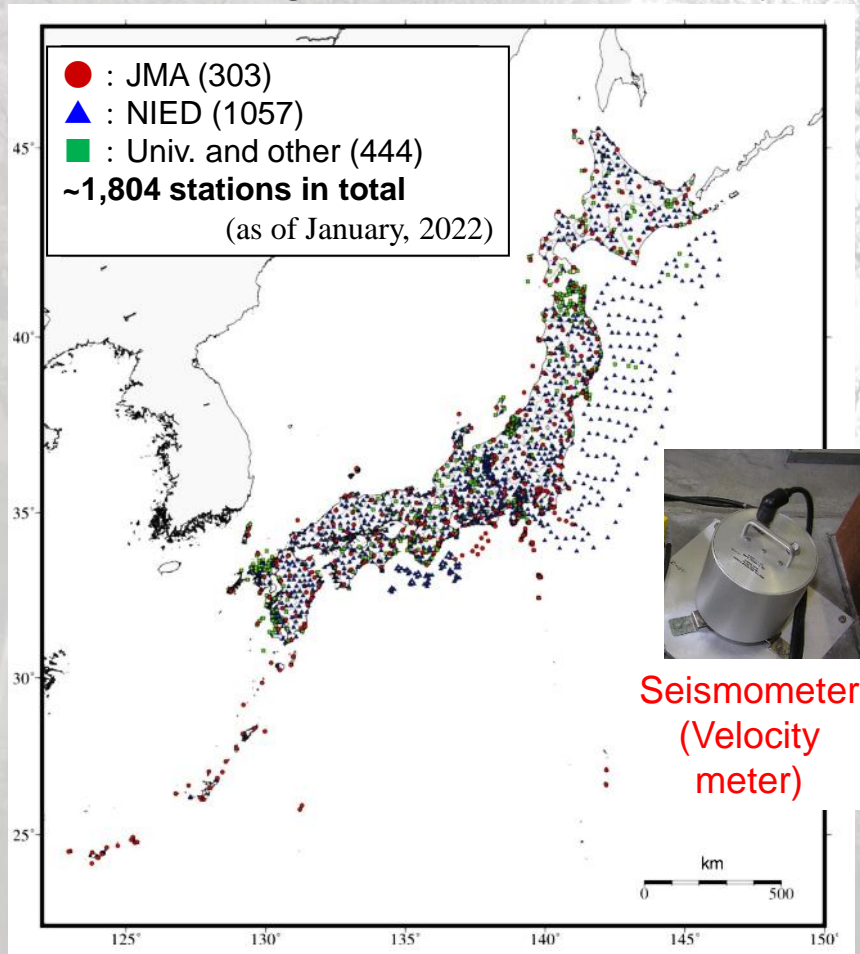 ● : JMA (303)
▲ : NIED (1057)
■ : Univ. and other (444)
~1,804 stations in total
(as of January, 2022)
45˚
40˚
35˚
30˚
25˚
Seismometer
(Velocity
meter)
km
0 500
125˚ 130˚ 135˚ 140˚ 145˚ 150˚